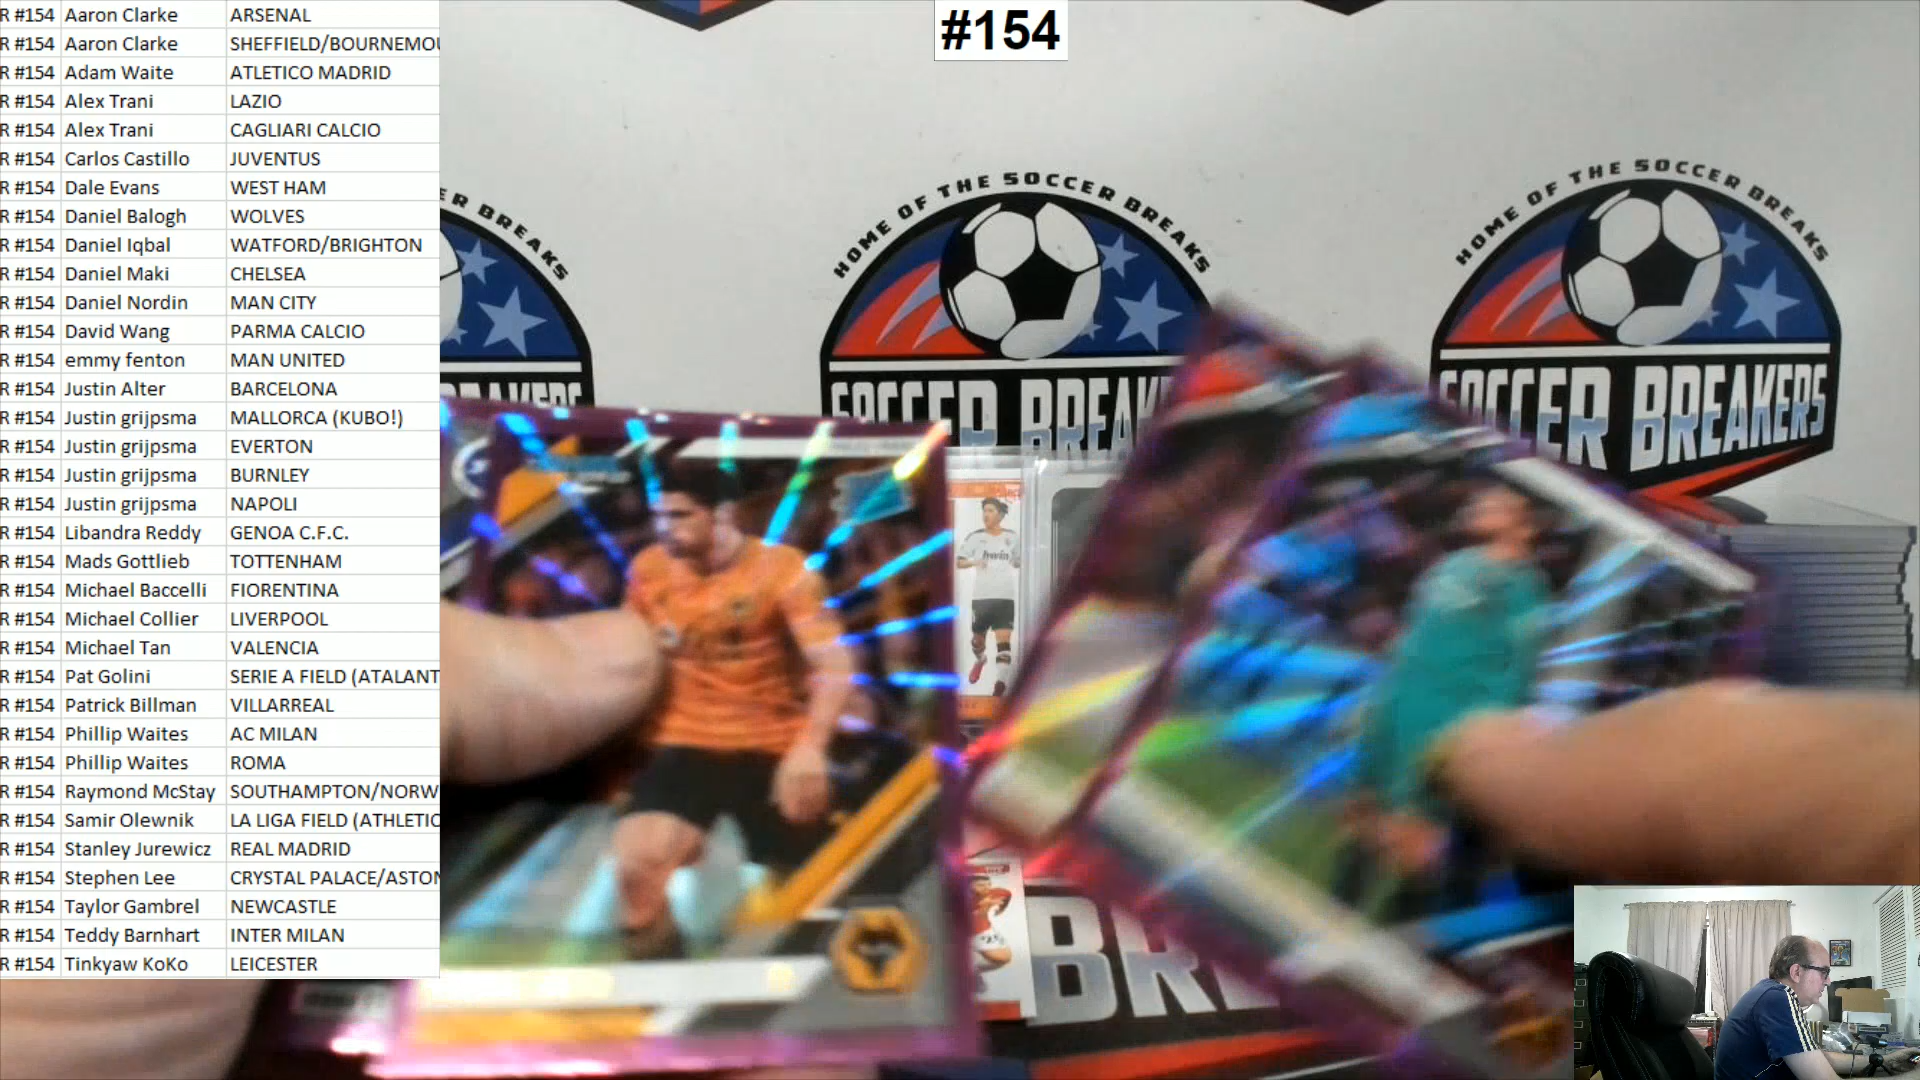 #154
R #154 Aaron Clarke ARSENAL
R #154 Aaron Clarke SHEFFIELD/BOURNEMOU
R #154 Adam Waite ATLETICO MADRID
R #154 Alex Trani LAZIO
R #154 Alex Trani CAGLIARI CALCIO
R #154 Carlos Castillo JUVENTUS
R #154 Dale Evans WEST HAM
R #154 Daniel Balogh WOLVES
R #154 Daniel Iqbal WATFORD/BRIGHTON
R #154 Daniel Maki CHELSEA
R #154 Daniel Nordin MAN CITY
R #154 David Wang PARMA CALCIO
R #154 emmy fenton MAN UNITED
R #154 Justin Alter BARCELONA
R #154 Justin grijpsma MALLORCA (KUBO!)
R #154 Justin grijpsma EVERTON
R #154 Justin grijpsma BURNLEY
R #154 Justin grijpsma NAPOLI
R #154 Libandra Reddy GENOA C.F.C.
R #154 Mads Gottlieb TOTTENHAM
R #154 Michael Baccelli FIORENTINA
R #154 Michael Collier LIVERPOOL
R #154 Michael Tan VALENCIA
R #154 Pat Golini SERIE A FIELD (ATALANT
R #154 Patrick Billman VILLARREAL
R #154 Phillip Waites AC MILAN
R #154 Phillip Waites ROMA
R #154 Raymond McStay SOUTHAMPTON/NORW
R #154 Samir Olewnik LA LIGA FIELD (ATHLETIC
R #154 Stanley Jurewicz REAL MADRID
R #154 Stephen Lee CRYSTAL PALACE/ASTON
R #154 Taylor Gambrel NEWCASTLE
R #154 Teddy Barnhart INTER MILAN
R #154 Tinkyaw KoKo LEICESTER
ER BREAKS
EAKERS
HOME OF THE SOCCER BREAKS
SOCCER BREA
HOME OF THE SOCCER BREAKS
SOCCER BREAKERS
BR